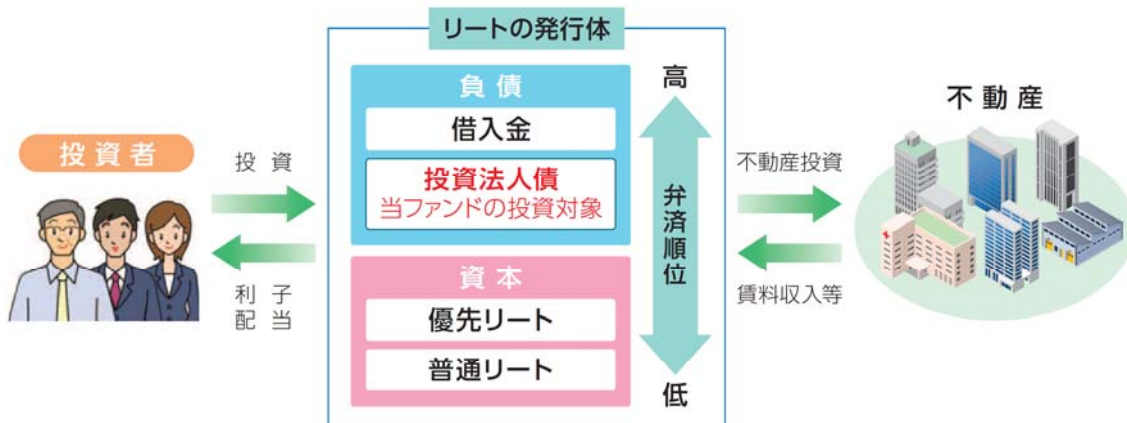 リートの発行体
負債
借入金
投資法人債
当ファンドの投資対象
資本
優先リート
普通リート
高
弁済順位
低
投資者
投資
利子
配当
不動産投資
賃料収入等
不動産